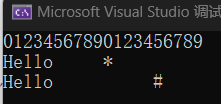 Microsoft Visual Studio 调试
01234567890123456789
Hello      *
Hello           #